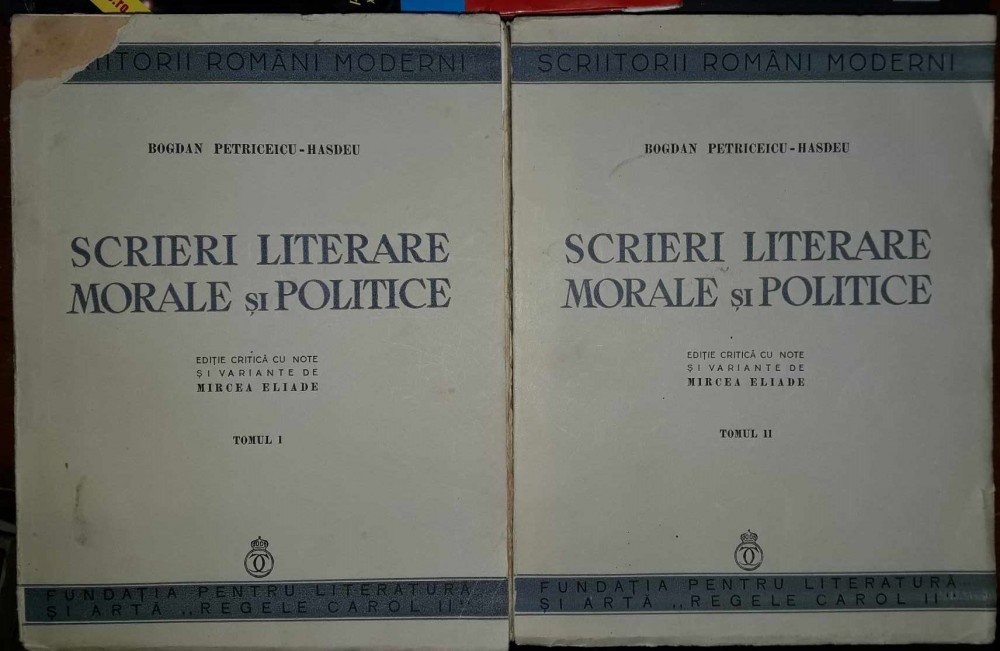 IITORII ROMÂNI MODERNI
BOGDAN PETRICEICU-HASDEU
SCRIERI LITERARE
MORALE și POLITICE
EDIȚIE CRITICĂ CU NOTE
ȘI VARIANTE DE
MIRCEA ELIADE
TOMUL I
FUNDAȚIA PENTRU LITERATURĂ
ȘI ARTĂ „REGELE CAROL II”
SCRIITORII ROMÂNI MODERNI
BOGDAN PETRICEICU-HASDEU
SCRIERI LITERARE
MORALE și POLITICE
EDIȚIE CRITICĂ CU NOTE
ȘI VARIANTE DE
MIRCEA ELIADE
TOMUL II
FUNDAȚIA PENTRU LITERATURĂ
ȘI ARTĂ „REGELE CAROL II